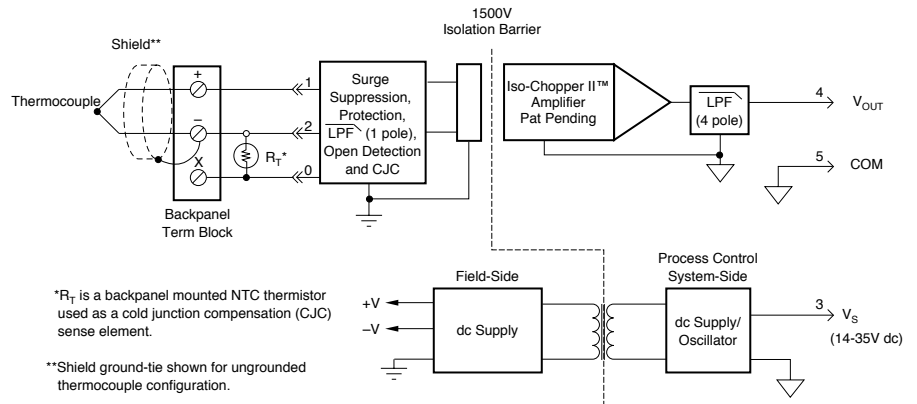 1500V
Isolation Barrier
Shield**
Thermocouple
+
–
X
Backpanel
Term Block
R_T*
1
2
0
Surge
Suppression,
Protection,
LPF (1 pole),
Open Detection
and CJC
Iso-Chopper II™
Amplifier
Pat Pending
LPF
(4 pole)
4
V_OUT
5
COM
Field-Side
+V
–V
dc Supply
Process Control
System-Side
dc Supply/
Oscillator
3
V_S
(14-35V dc)
*R_T is a backpanel mounted NTC thermistor
used as a cold junction compensation (CJC)
sense element.
**Shield ground-tie shown for ungrounded
thermocouple configuration.